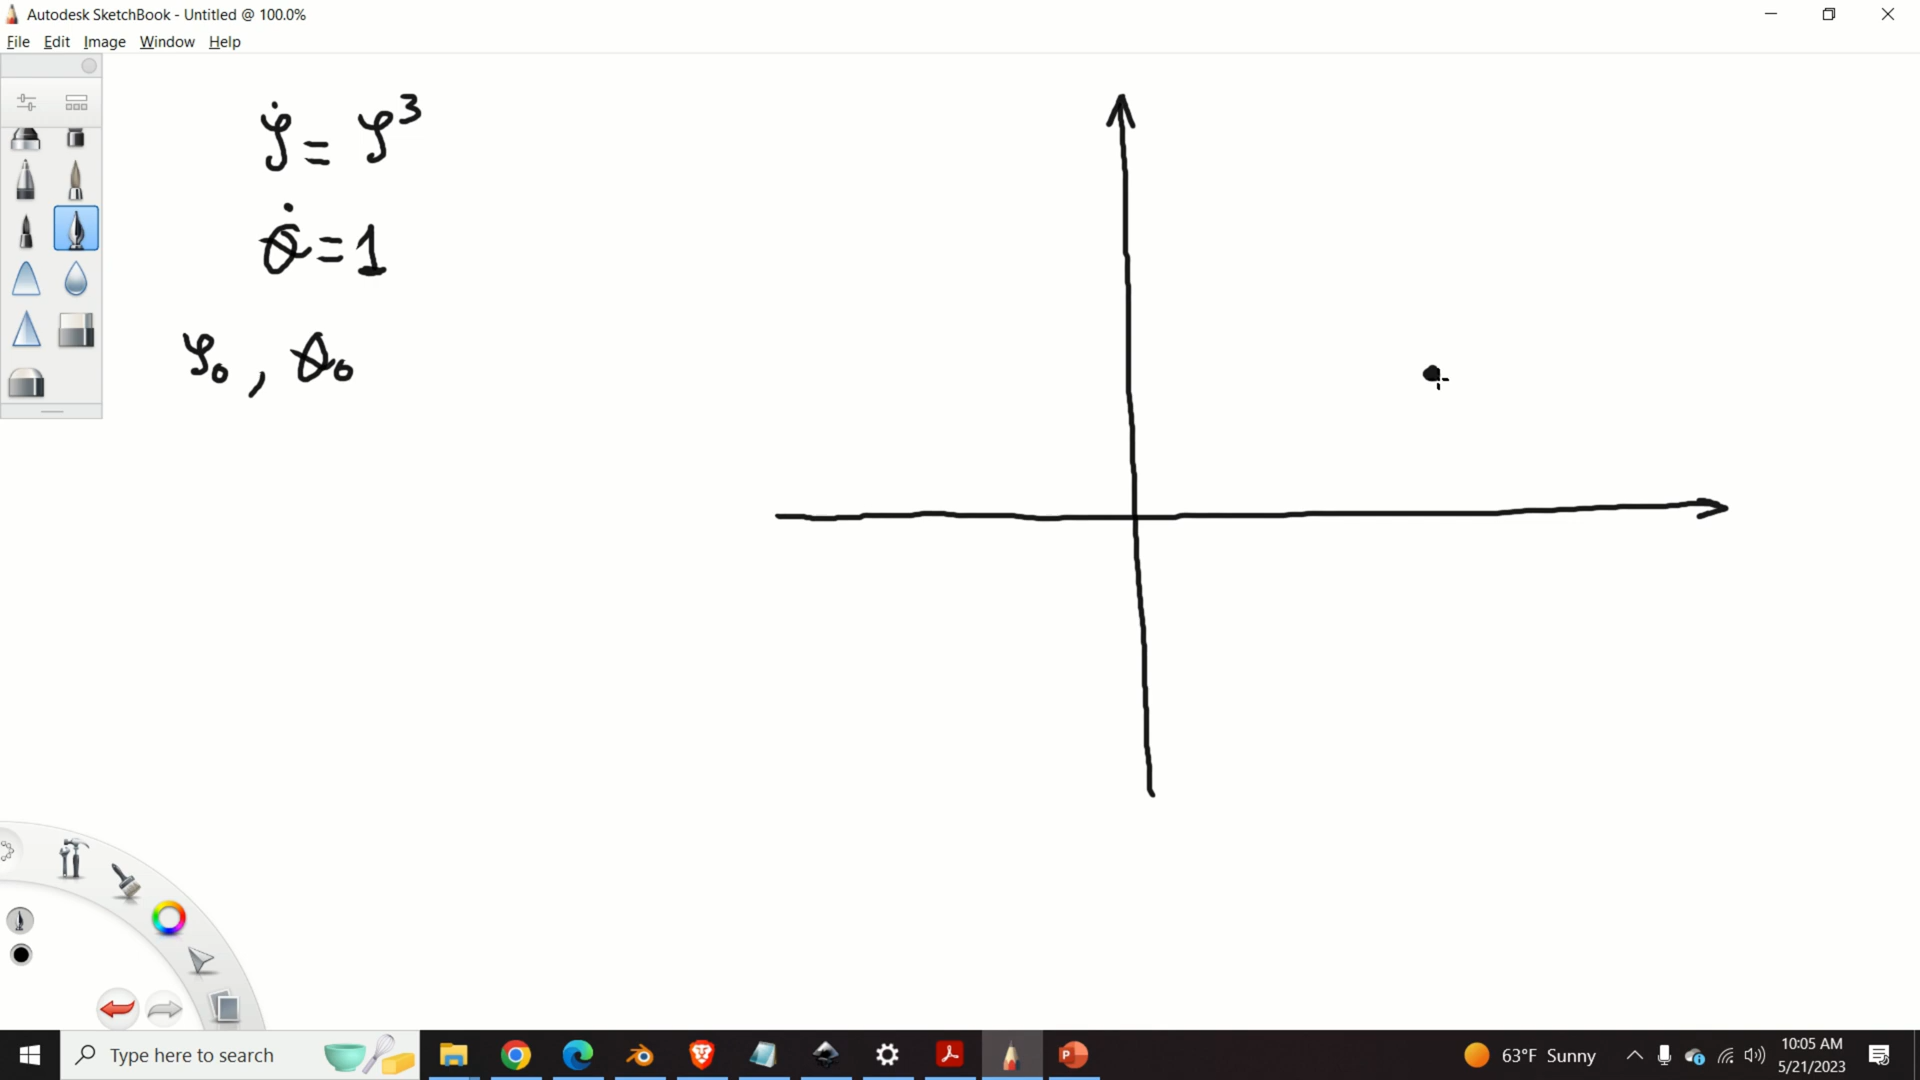 Autodesk SketchBook - Untitled @ 100.0%
File Edit Image Window Help
ρ̇ = ρ³
θ̇ = 1
ρ₀ , θ₀
Type here to search
63°F Sunny
10:05 AM
5/21/2023